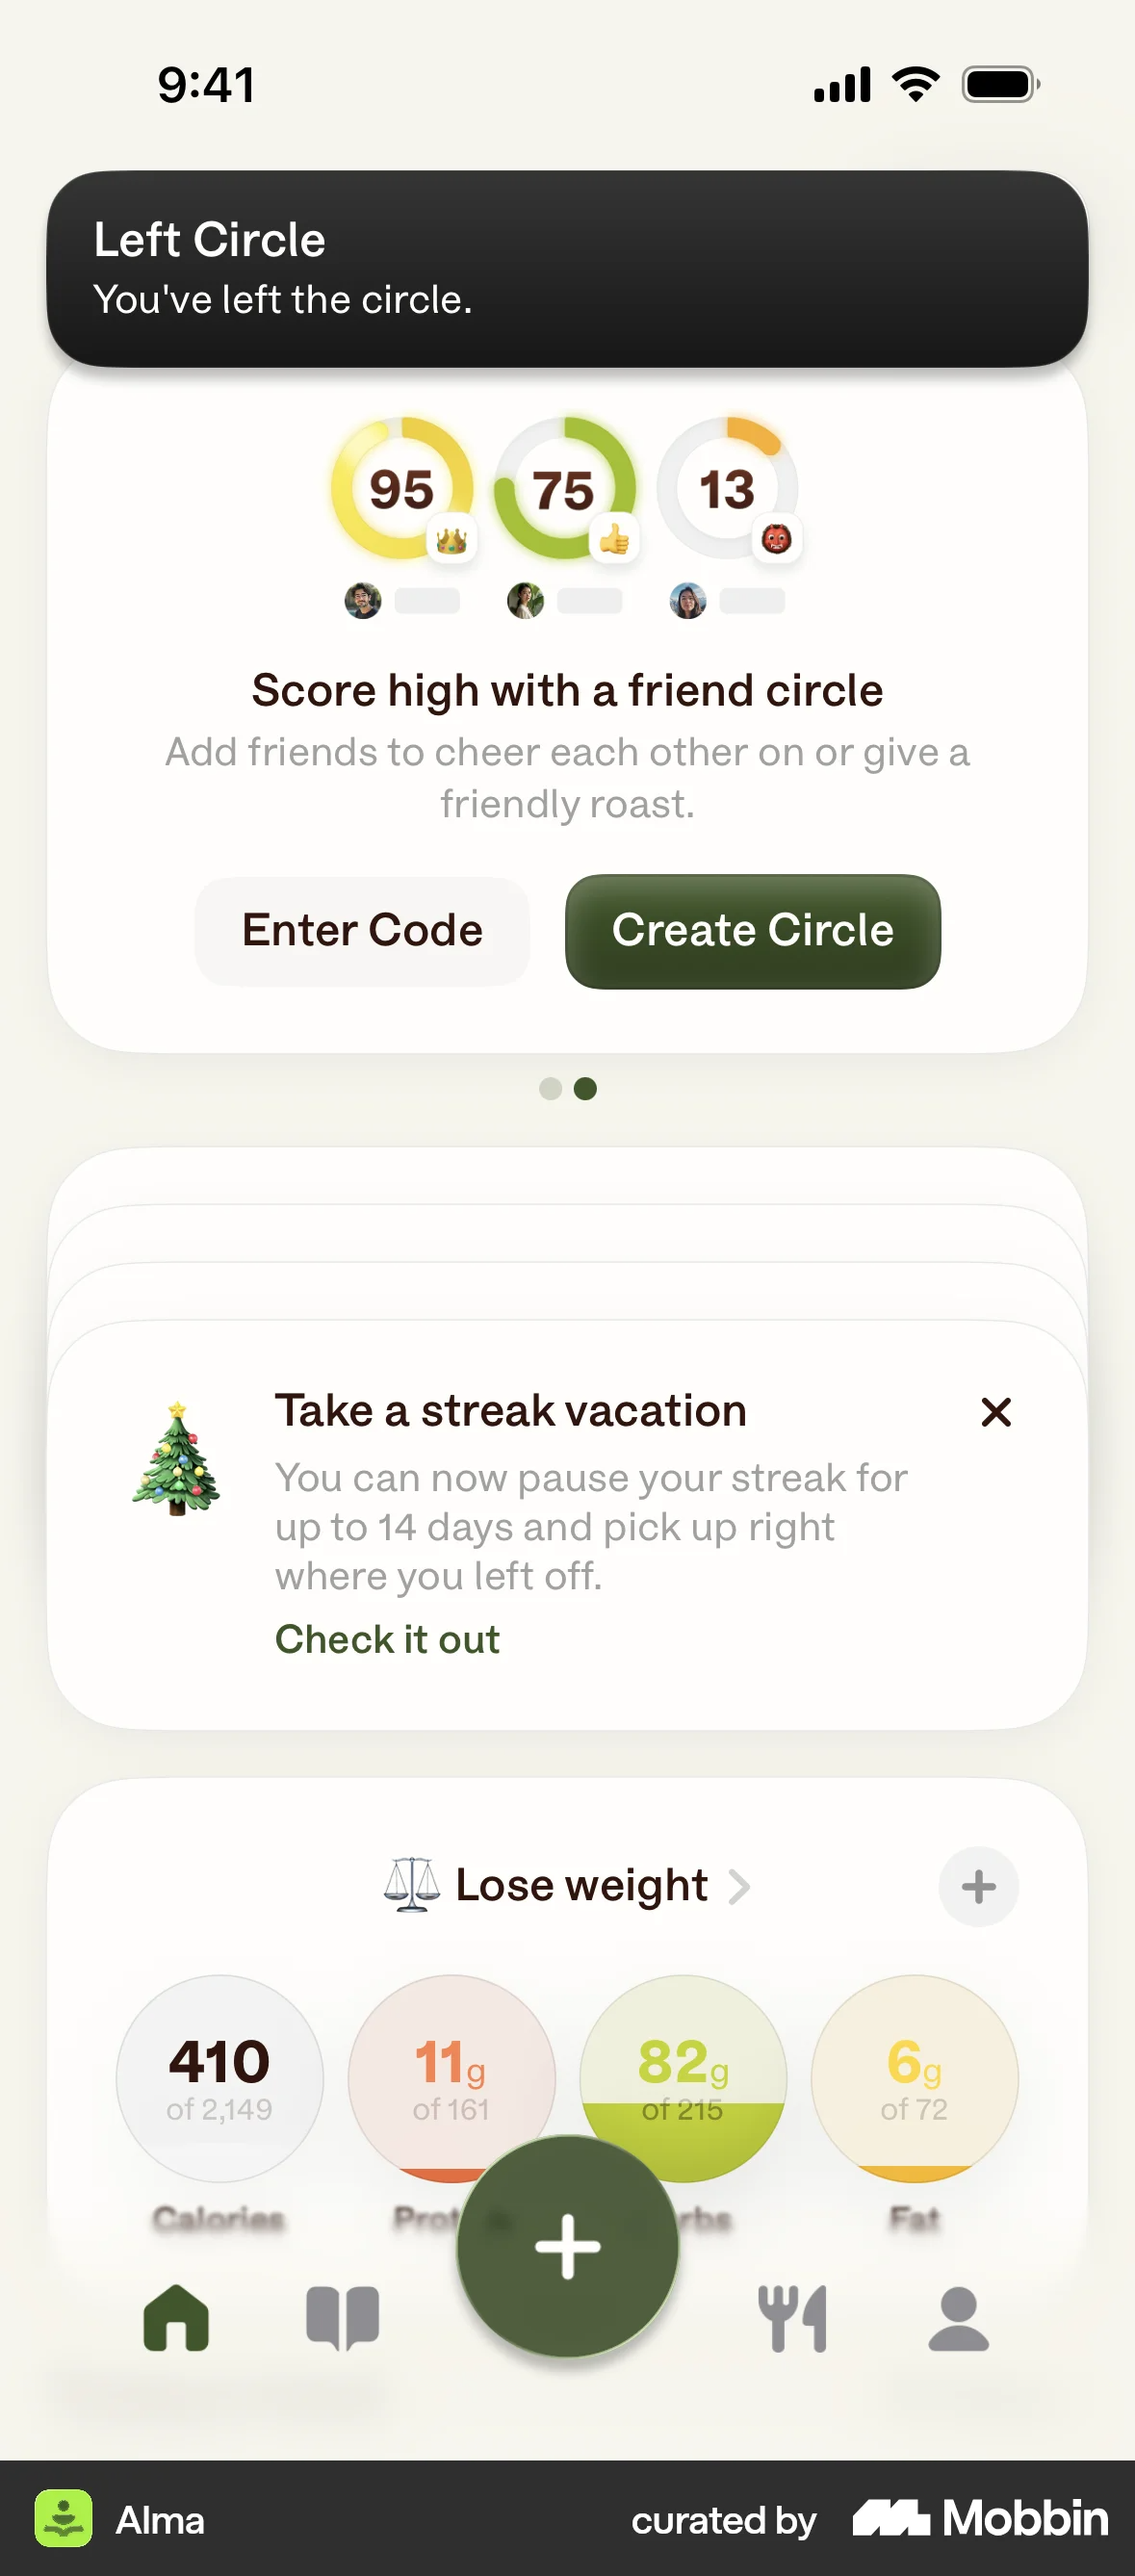 9:41
Left Circle
You've left the circle.
95 75 13
Score high with a friend circle
Add friends to cheer each other on or give a
friendly roast.
Enter Code Create Circle
Take a streak vacation
You can now pause your streak for
up to 14 days and pick up right
where you left off.
Check it out
Lose weight
410 11g 82g 6g
of 2,149 of 161 of 215 of 72
Calories Fat
Alma curated by Mobbin